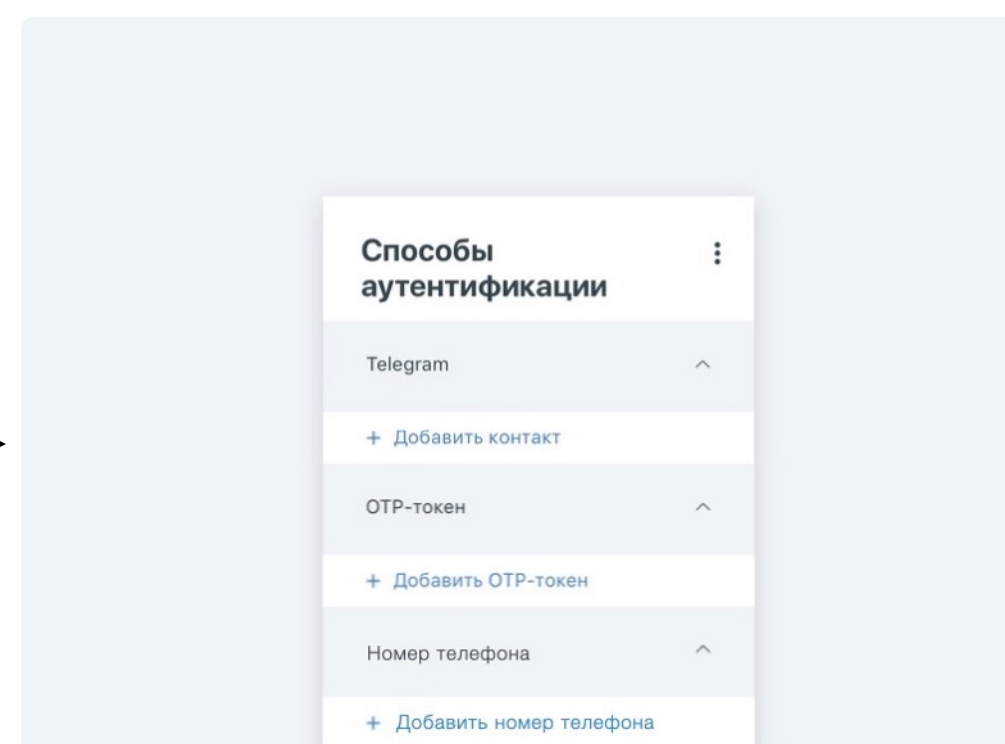 Способы
аутентификации
Telegram
+ Добавить контакт
OTP-токен
+ Добавить OTP-токен
Номер телефона
+ Добавить номер телефона